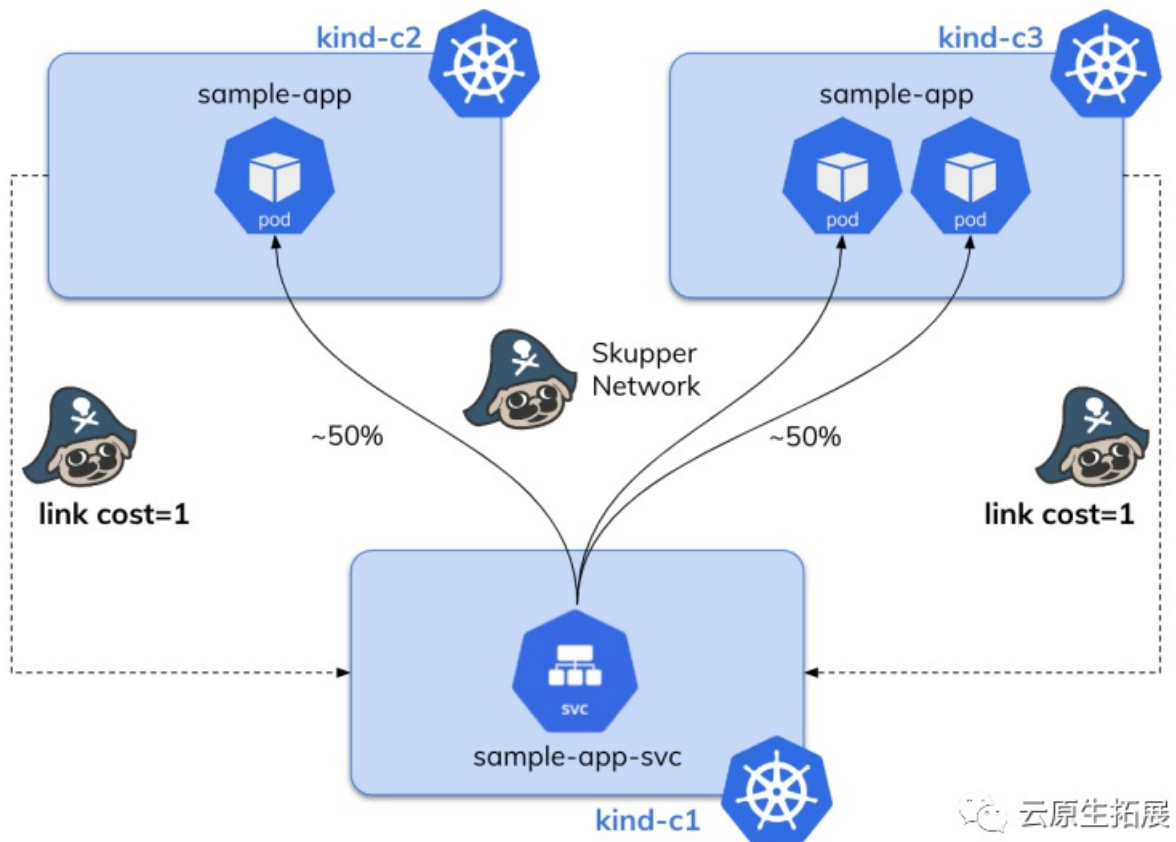 kind-c2
kind-c3
sample-app
sample-app
pod
pod
pod
Skupper
Network
~50%
~50%
link cost=1
link cost=1
svc
sample-app-svc
kind-c1
云原生拓展